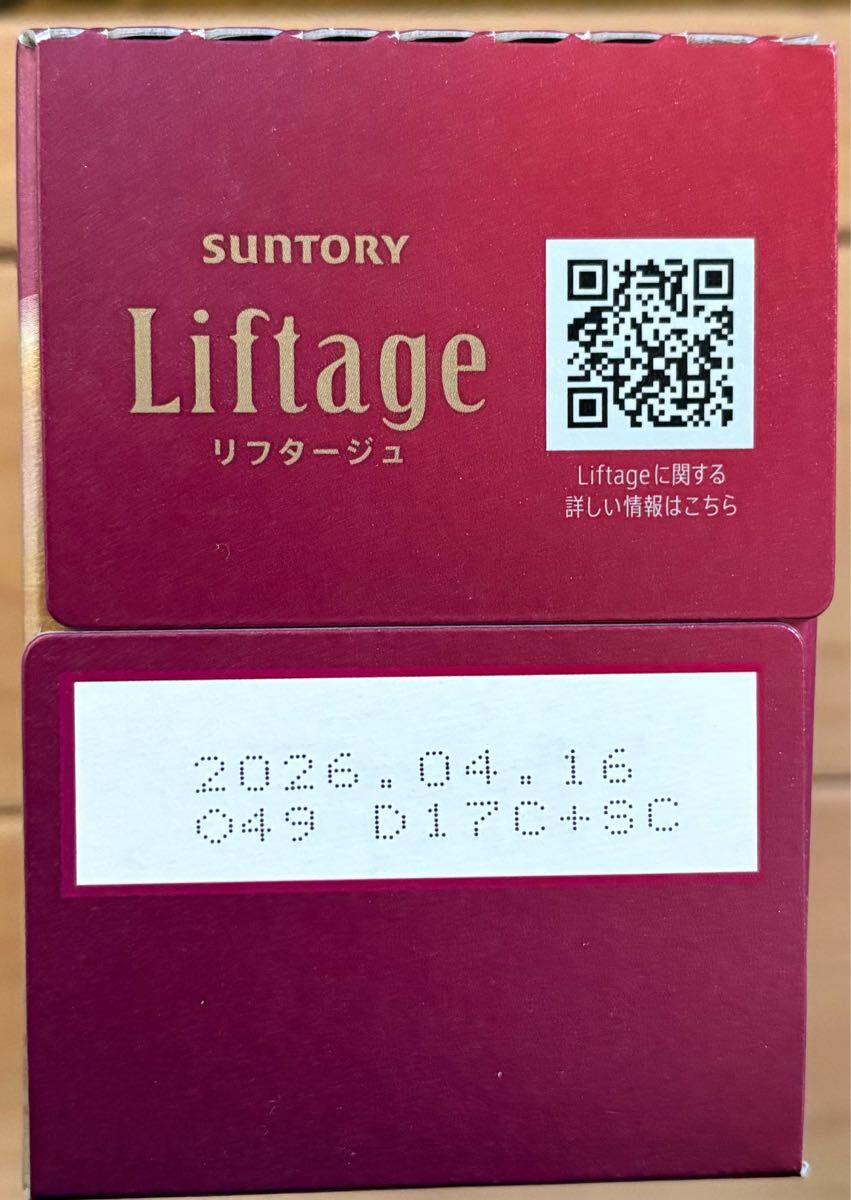 SUNTORY
Liftage
リフタージュ
Liftageに関する
詳しい情報はこちら
2026.04.16
049 D17C+SC